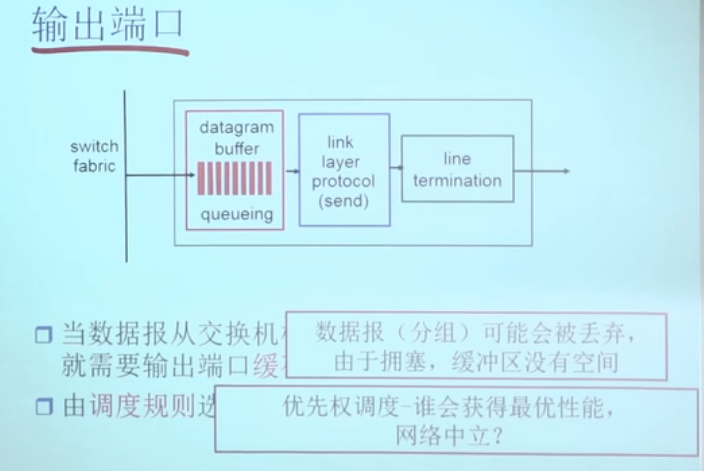 输出端口
switch
fabric
datagram
buffer
queueing
link
layer
protocol
(send)
line
termination
当数据报从交换机
就需要输出端口缓
数据报（分组）可能会被丢弃，
由于拥塞，缓冲区没有空间
由调度规则选
优先权调度-谁会获得最优性能，
网络中立？